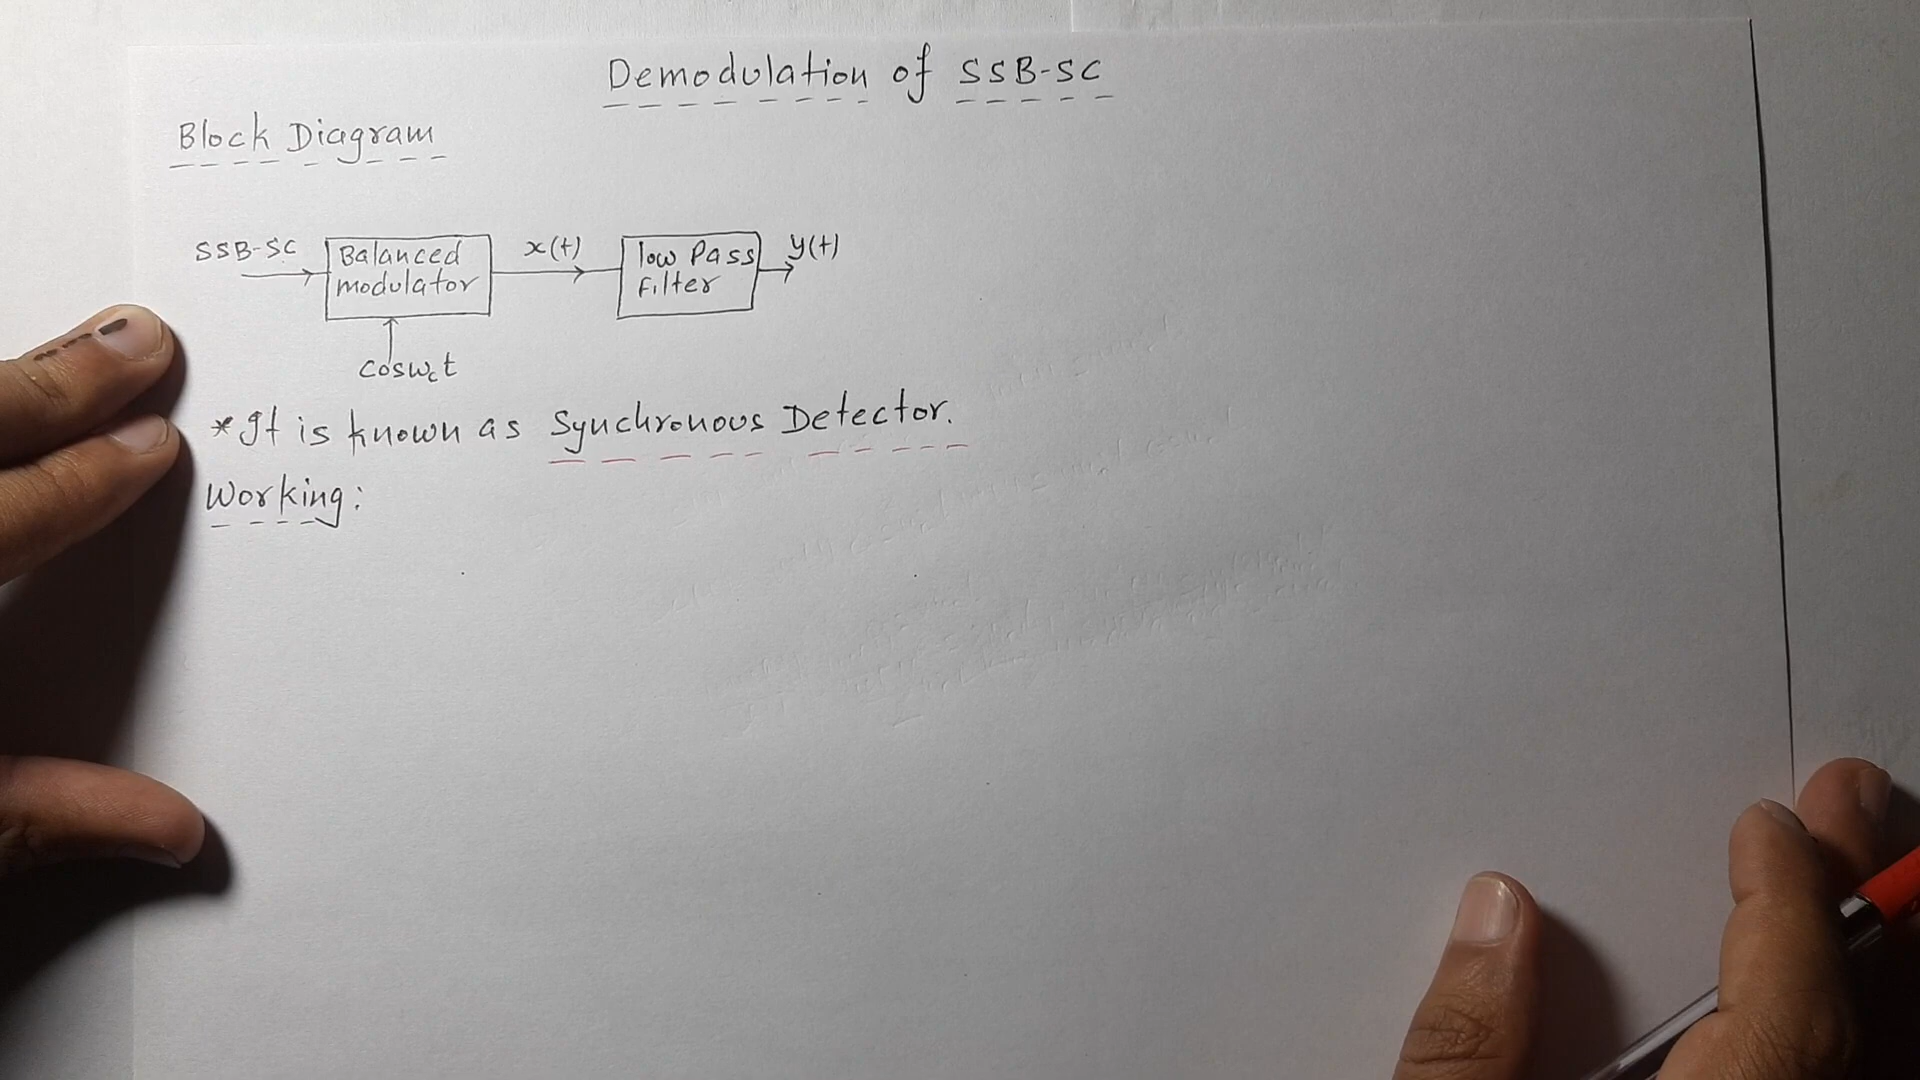 Demodulation of SSB-SC
Block Diagram
SSB-SC
Balanced
modulator
x(t)
low Pass
Filter
y(t)
cosωct
*It is known as Synchronous Detector.
Working: